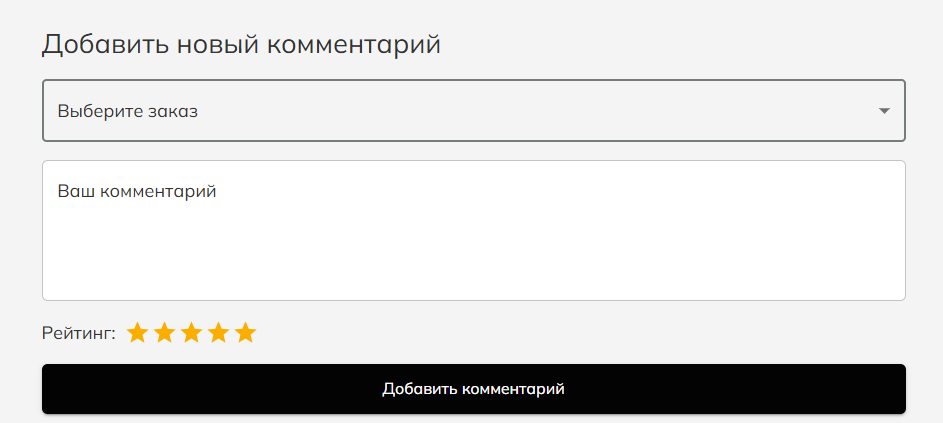 Добавить новый комментарий
Выберите заказ
Ваш комментарий
Рейтинг:
Добавить комментарий